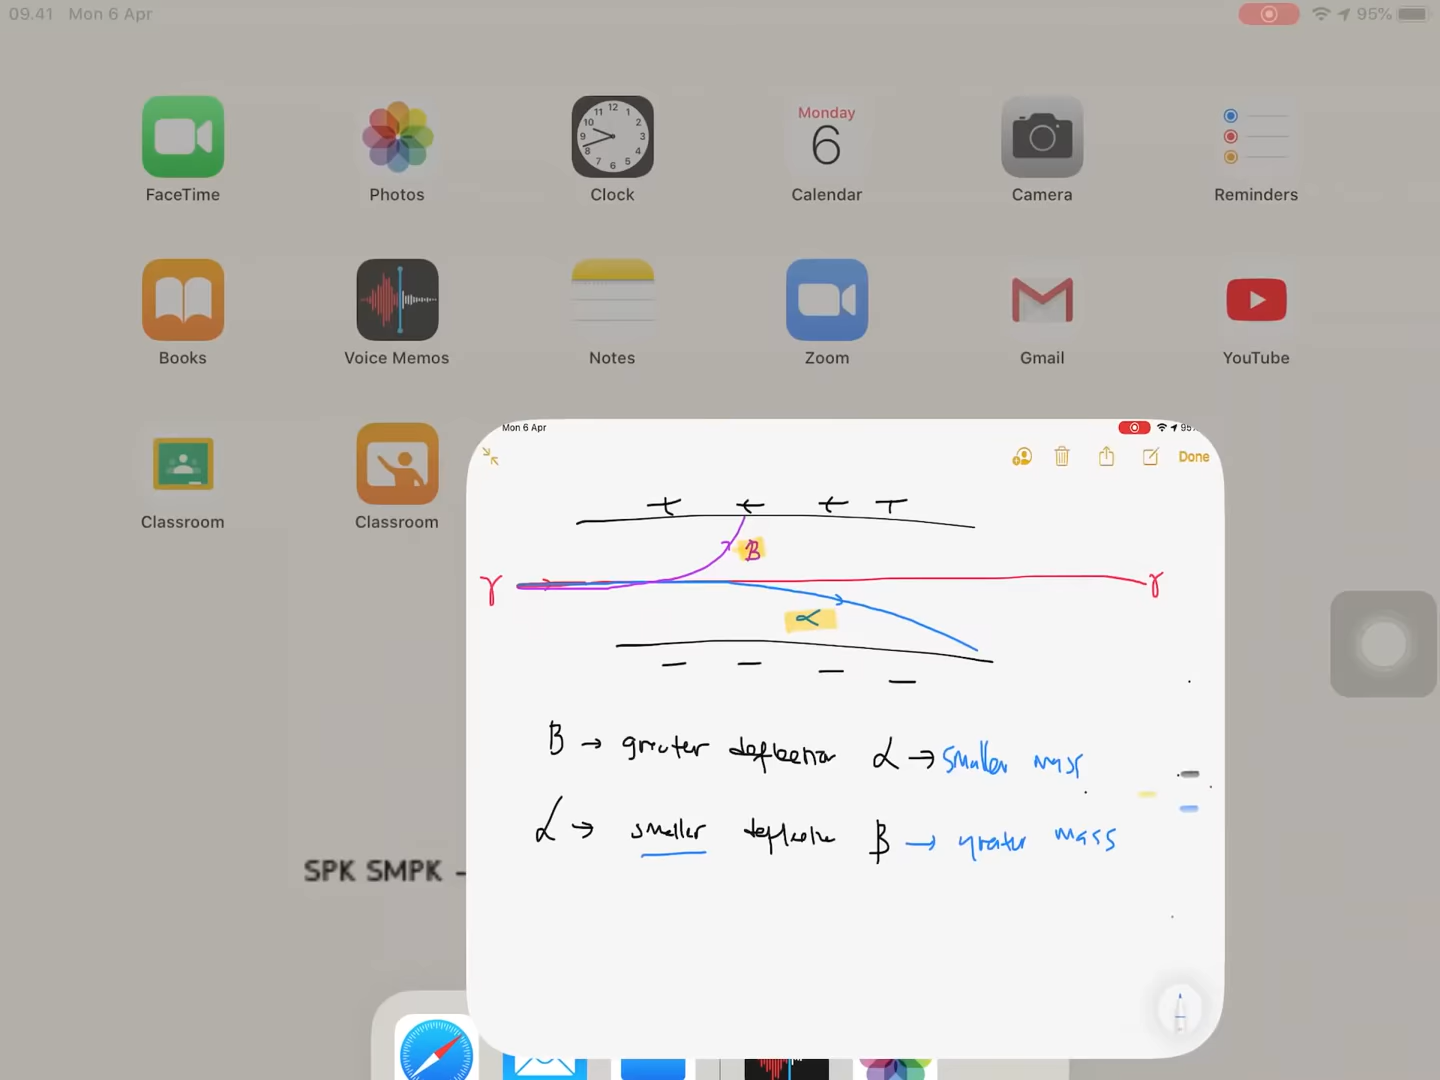 09.41 Mon 6 Apr 95%
FaceTime Photos Clock Monday 6 Calendar Camera Reminders
Books Voice Memos Notes Zoom Gmail YouTube
Classroom Classroom
Mon 6 Apr 95
Done
+ + + +
B
γ γ
α
– – – –
B → greater deflection α → smaller mass
α → smaller deflection B → greater mass
SPK SMPK -